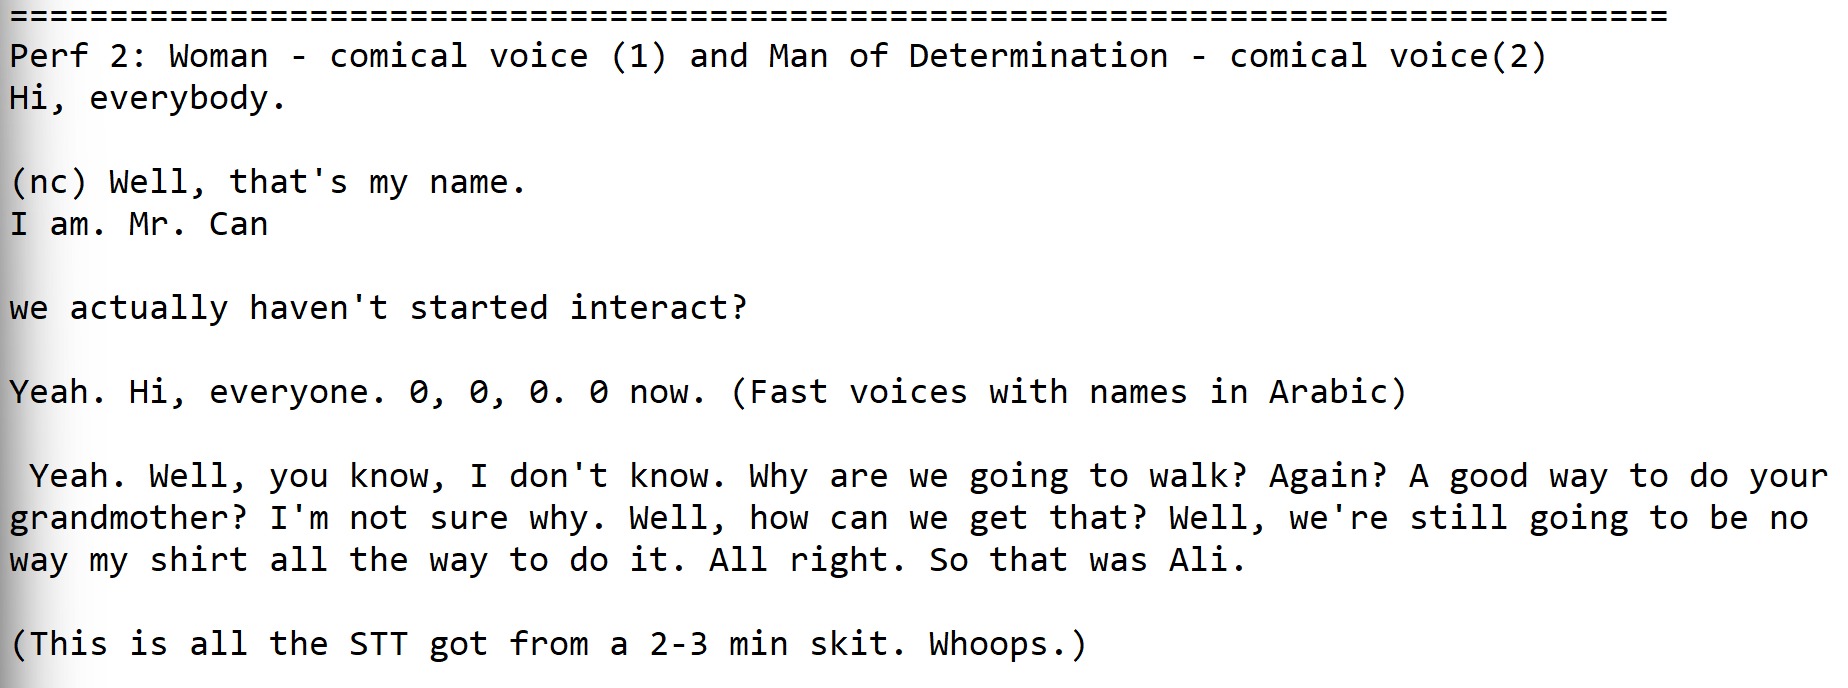 ===================================================================================
Perf 2: Woman - comical voice (1) and Man of Determination - comical voice(2)
Hi, everybody.
(nc) Well, that's my name.
I am. Mr. Can
we actually haven't started interact?
Yeah. Hi, everyone. 0, 0, 0. 0 now. (Fast voices with names in Arabic)
Yeah. Well, you know, I don't know. Why are we going to walk? Again? A good way to do your
grandmother? I'm not sure why. Well, how can we get that? Well, we're still going to be no
way my shirt all the way to do it. All right. So that was Ali.
(This is all the STT got from a 2-3 min skit. Whoops.)